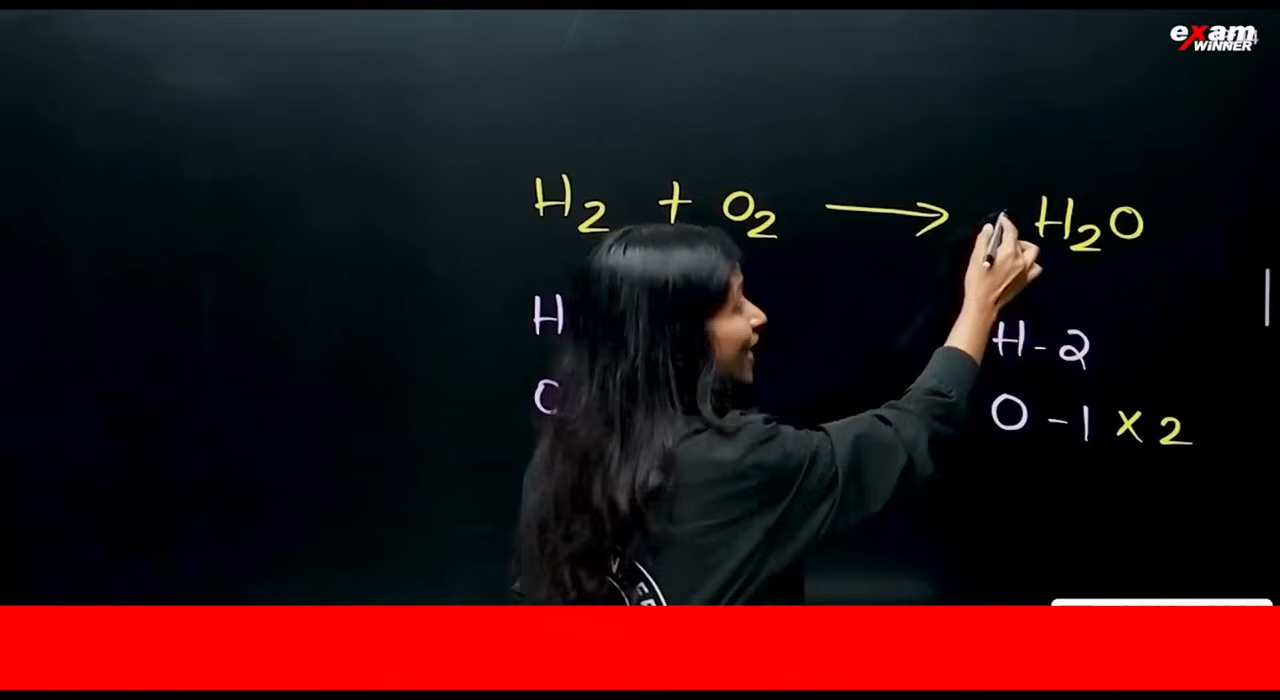 exam
WINNER
H₂ + O₂ ⟶ H₂O
H H - 2
O - 1 × 2